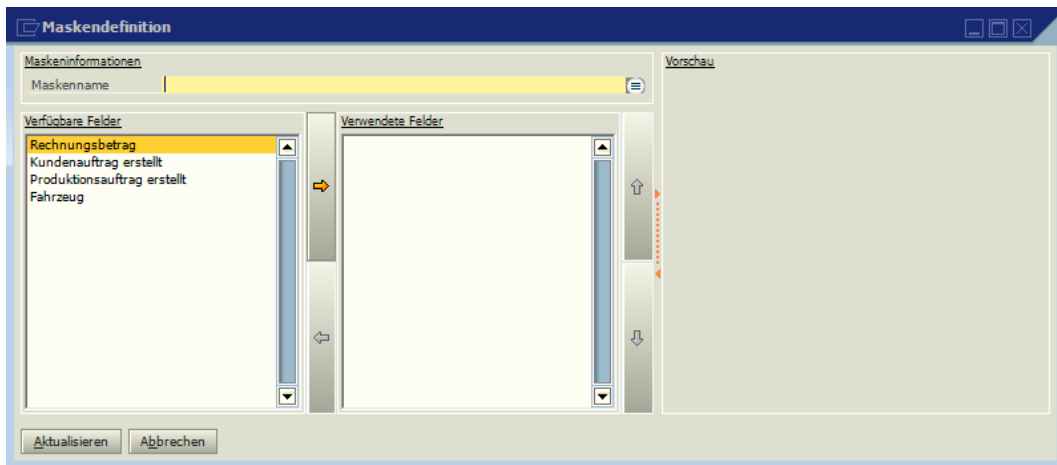 Maskendefinition
Maskeninformationen
Maskenname
Vorschau
Verfügbare Felder
Verwendete Felder
Rechnungsbetrag
Kundenauftrag erstellt
Produktionsauftrag erstellt
Fahrzeug
Aktualisieren
Abbrechen